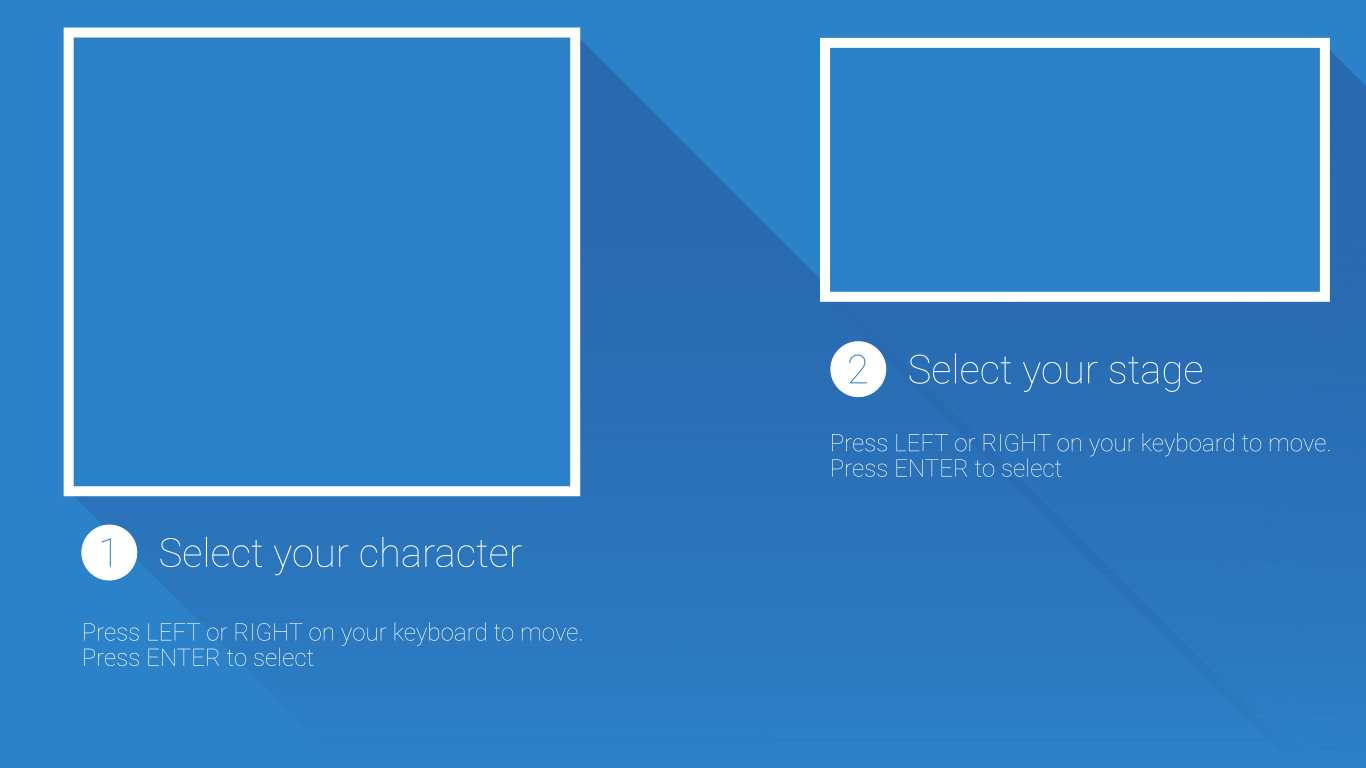 1 Select your character
Press LEFT or RIGHT on your keyboard to move.
Press ENTER to select
2 Select your stage
Press LEFT or RIGHT on your keyboard to move.
Press ENTER to select